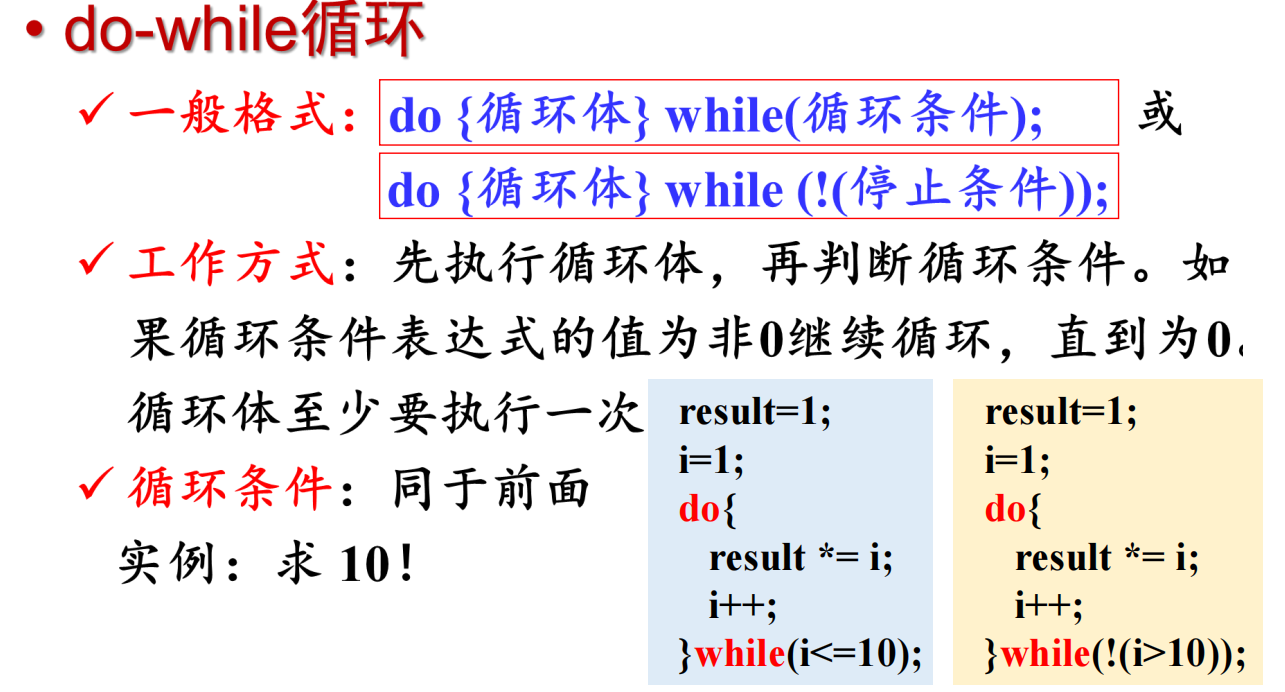 • do-while循环
✓ 一般格式: do {循环体} while(循环条件); 或
do {循环体} while (!(停止条件));
✓ 工作方式: 先执行循环体，再判断循环条件。如
果循环条件表达式的值为非0继续循环，直到为0.
循环体至少要执行一次
✓ 循环条件: 同于前面
实例: 求 10!
result=1;
i=1;
do{
result *= i;
i++;
}while(i<=10);
result=1;
i=1;
do{
result *= i;
i++;
}while(!(i>10));